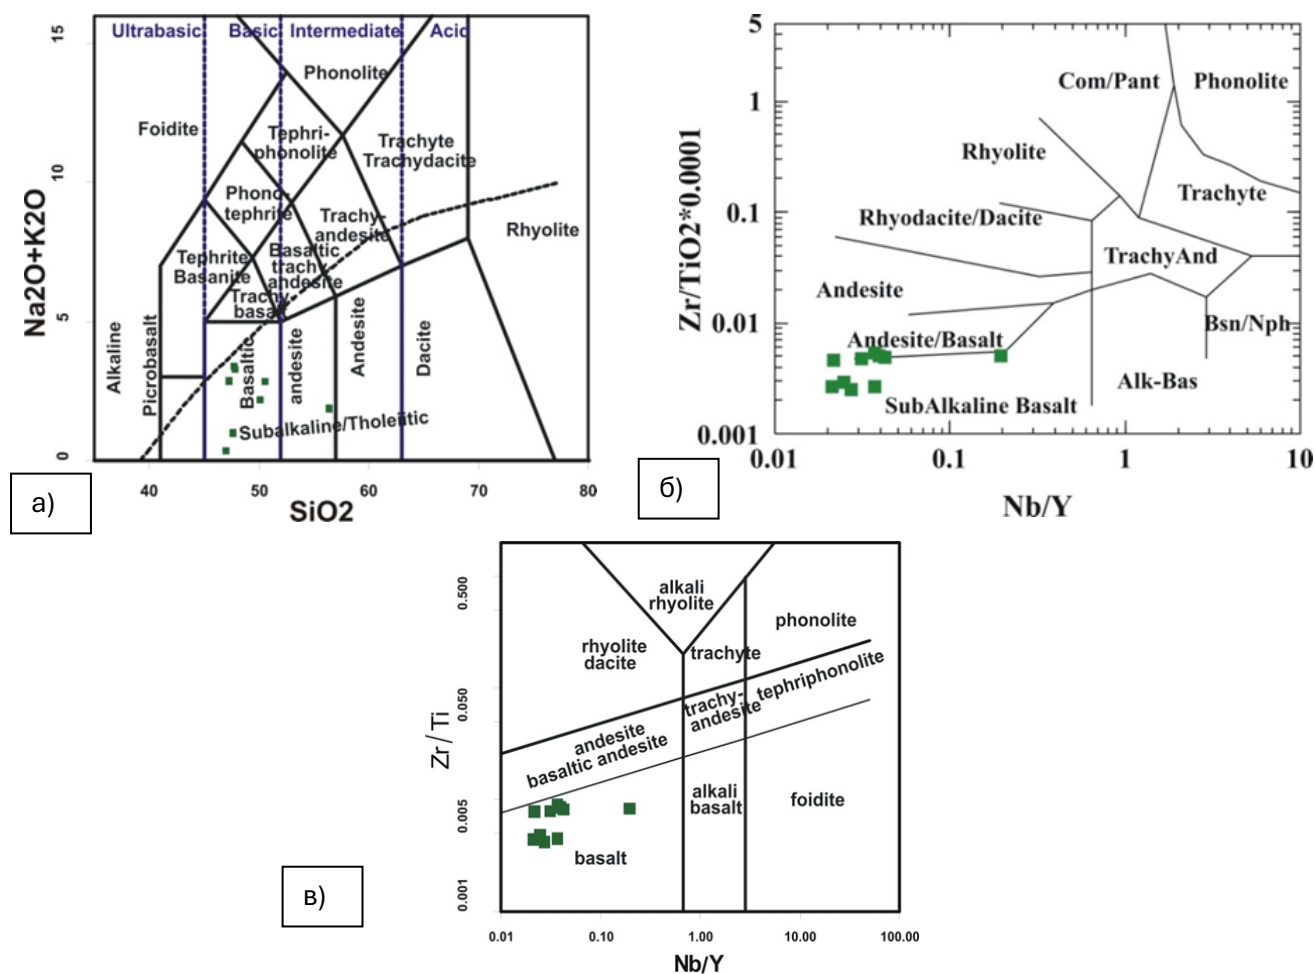 Ultrabasic
Basic
Intermediate
Acid
15
10
5
0
Na2O+K2O
Phonolite
Foidite
Tephri-
phonolite
Trachyte
Trachydacite
Phono-
tephrite
Trachy-
andesite
Rhyolite
Tephrite
Basanite
Basaltic
trachy-
andesite
Trachy-
basalt
Alkaline
Picrobasalt
Basaltic
andesite
Andesite
Dacite
Subalkaline/Tholeiitic
40
50
60
70
80
SiO2
а)
5
1
0.1
0.01
0.001
Zr/TiO2*0.0001
Com/Pant
Phonolite
Rhyolite
Trachyte
Rhyodacite/Dacite
TrachyAnd
Andesite
Bsn/Nph
Andesite/Basalt
Alk-Bas
SubAlkaline Basalt
0.01
0.1
1
10
Nb/Y
б)
0.500
0.050
0.005
0.001
Zr/Ti
alkali
rhyolite
phonolite
rhyolite
dacite
trachyte
tephriphonolite
trachy-
andesite
andesite
basaltic andesite
alkali
basalt
foidite
basalt
0.01
0.10
1.00
10.00
100.00
Nb/Y
в)